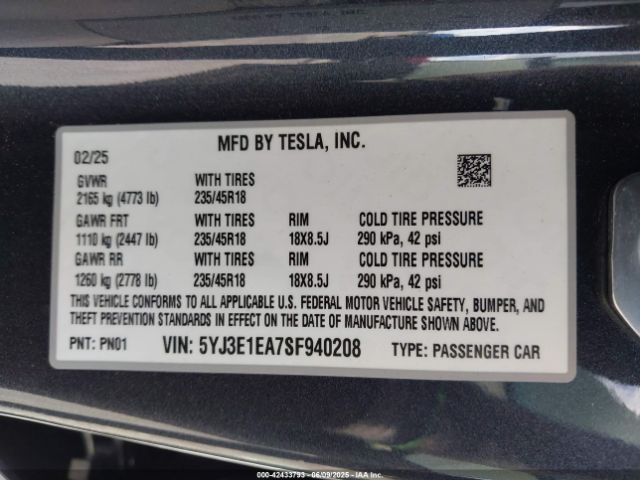 MFD BY TESLA, INC.
02/25
GVWR WITH TIRES
2165 kg (4773 lb) 235/45R18
GAWR FRT WITH TIRES RIM COLD TIRE PRESSURE
1110 kg (2447 lb) 235/45R18 18X8.5J 290 kPa, 42 psi
GAWR RR WITH TIRES RIM COLD TIRE PRESSURE
1260 kg (2778 lb) 235/45R18 18X8.5J 290 kPa, 42 psi
THIS VEHICLE CONFORMS TO ALL APPLICABLE U.S. FEDERAL MOTOR VEHICLE SAFETY, BUMPER, AND
THEFT PREVENTION STANDARDS IN EFFECT ON THE DATE OF MANUFACTURE SHOWN ABOVE.
PNT: PN01 VIN: 5YJ3E1EA7SF940208 TYPE: PASSENGER CAR
000-42433793 - 06/09/2025 - IAA Inc.